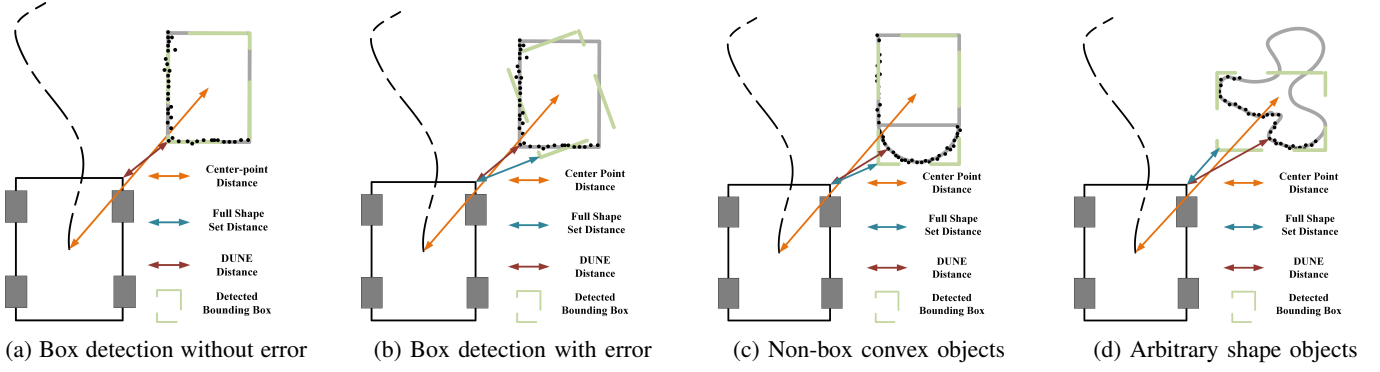 Center-point
Distance
Full Shape
Set Distance
DUNE
Distance
Detected
Bounding Box
(a) Box detection without error
Center Point
Distance
Full Shape
Set Distance
DUNE
Distance
Detected
Bounding Box
(b) Box detection with error
Center Point
Distance
Full Shape
Set Distance
DUNE
Distance
Detected
Bounding Box
(c) Non-box convex objects
Center Point
Distance
Full Shape
Set Distance
DUNE
Distance
Detected
Bounding Box
(d) Arbitrary shape objects